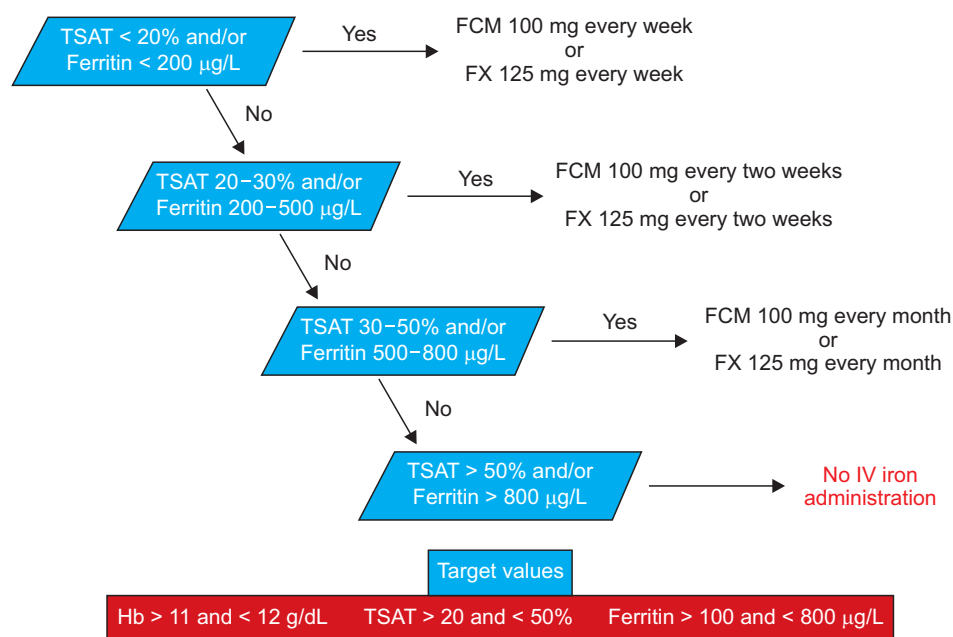 TSAT < 20% and/or
Ferritin < 200 μg/L
Yes
FCM 100 mg every week
or
FX 125 mg every week
No
TSAT 20−30% and/or
Ferritin 200−500 μg/L
Yes
FCM 100 mg every two weeks
or
FX 125 mg every two weeks
No
TSAT 30−50% and/or
Ferritin 500−800 μg/L
Yes
FCM 100 mg every month
or
FX 125 mg every month
No
TSAT > 50% and/or
Ferritin > 800 μg/L
No IV iron
administration
Target values
Hb > 11 and < 12 g/dL TSAT > 20 and < 50% Ferritin > 100 and < 800 μg/L